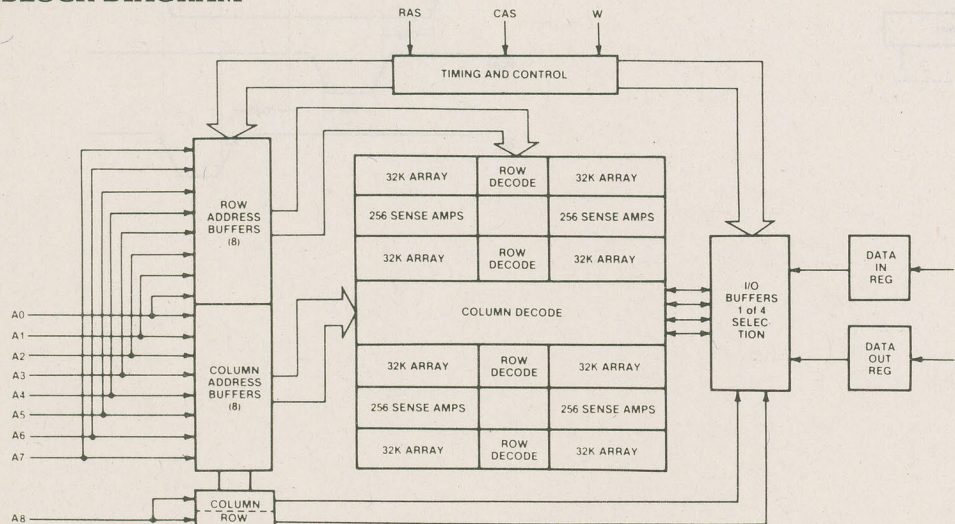 BLOCK DIAGRAM
RAS
CAS
W
TIMING AND CONTROL
ROW
ADDRESS
BUFFERS
(8)
32K ARRAY
ROW
DECODE
32K ARRAY
256 SENSE AMPS
256 SENSE AMPS
32K ARRAY
ROW
DECODE
32K ARRAY
COLUMN DECODE
32K ARRAY
ROW
DECODE
32K ARRAY
256 SENSE AMPS
256 SENSE AMPS
32K ARRAY
ROW
DECODE
32K ARRAY
I/O
BUFFERS
1 of 4
SELEC-
TION
DATA
IN
REG
DATA
OUT
REG
A0
A1
A2
A3
A4
A5
A6
A7
COLUMN
ADDRESS
BUFFERS
(8)
A8
COLUMN
ROW